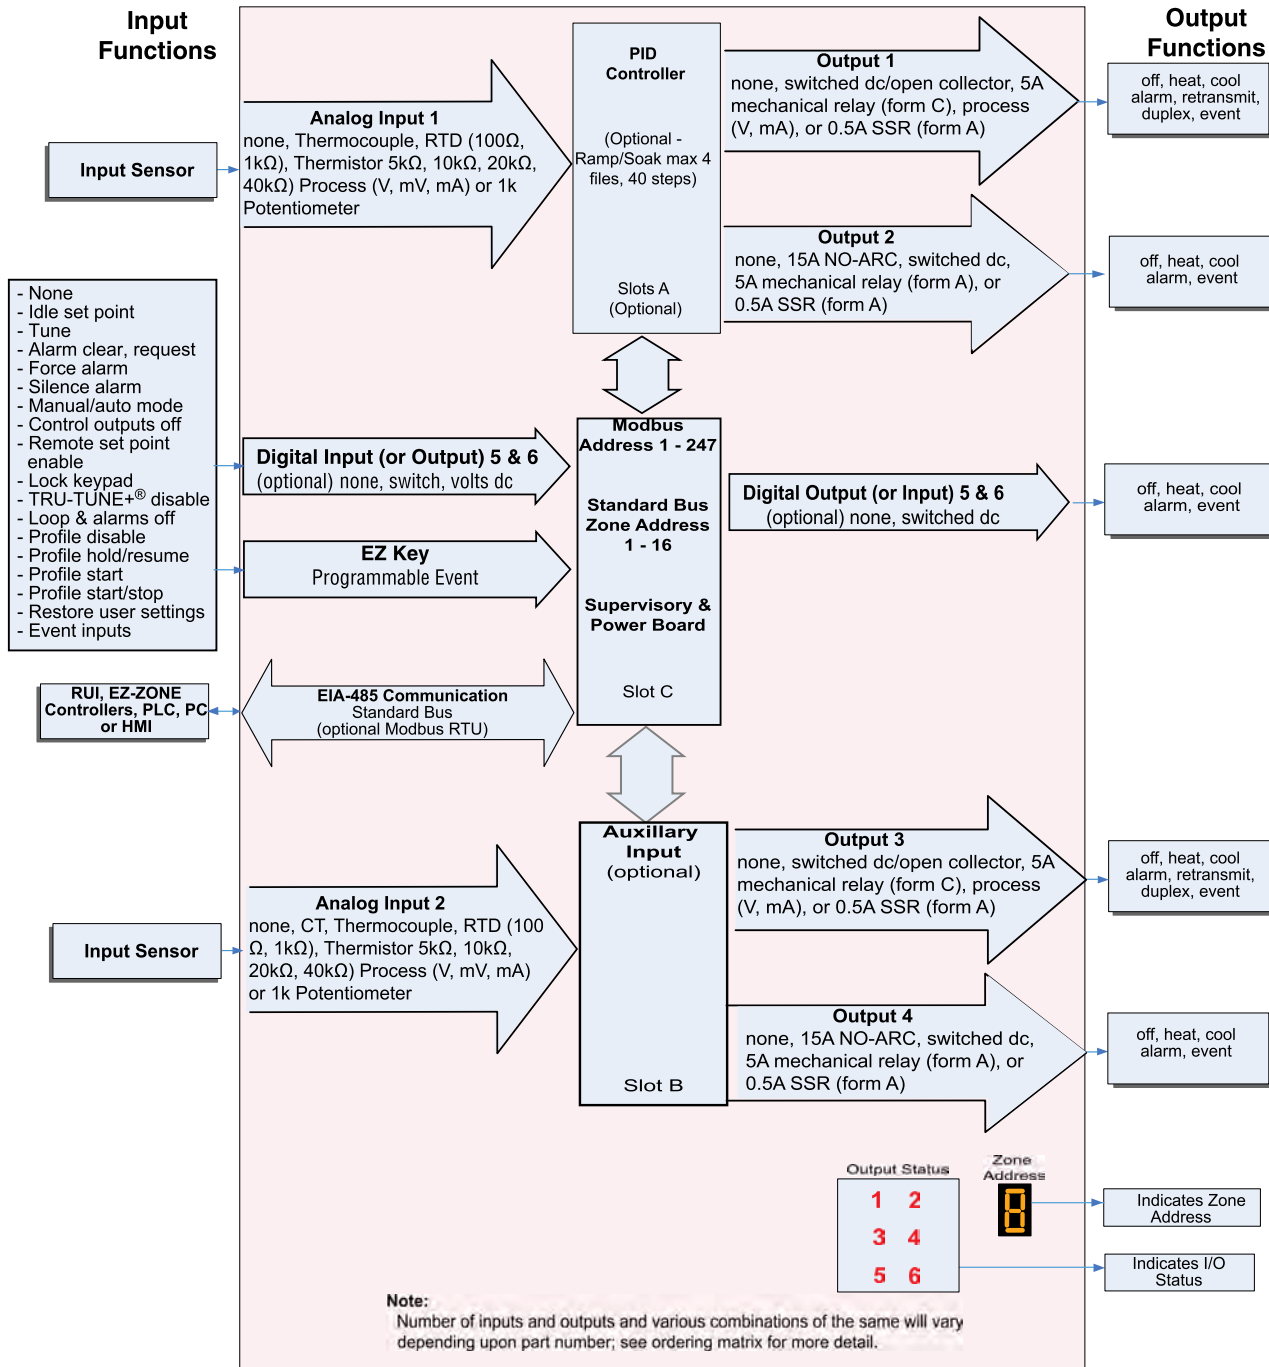 Input
Functions
Output
Functions
PID
Controller
(Optional -
Ramp/Soak max 4
files, 40 steps)
Slots A
(Optional)
Input Sensor
Analog Input 1
none, Thermocouple, RTD (100Ω,
1kΩ), Thermistor 5kΩ, 10kΩ, 20kΩ,
40kΩ) Process (V, mV, mA) or 1k
Potentiometer
Output 1
none, switched dc/open collector, 5A
mechanical relay (form C), process
(V, mA), or 0.5A SSR (form A)
off, heat, cool
alarm, retransmit,
duplex, event
Output 2
none, 15A NO-ARC, switched dc,
5A mechanical relay (form A), or
0.5A SSR (form A)
off, heat, cool
alarm, event
- None
- Idle set point
- Tune
- Alarm clear, request
- Force alarm
- Silence alarm
- Manual/auto mode
- Control outputs off
- Remote set point
enable
- Lock keypad
- TRU-TUNE+® disable
- Loop & alarms off
- Profile disable
- Profile hold/resume
- Profile start
- Profile start/stop
- Restore user settings
- Event inputs
Digital Input (or Output) 5 & 6
(optional) none, switch, volts dc
EZ Key
Programmable Event
Modbus
Address 1 - 247
Standard Bus
Zone Address
1 - 16
Supervisory &
Power Board
Slot C
Digital Output (or Input) 5 & 6
(optional) none, switched dc
off, heat, cool
alarm, event
RUI, EZ-ZONE
Controllers, PLC, PC
or HMI
EIA-485 Communication
Standard Bus
(optional Modbus RTU)
Auxillary
Input
(optional)
Slot B
Input Sensor
Analog Input 2
none, CT, Thermocouple, RTD (100
Ω, 1kΩ), Thermistor 5kΩ, 10kΩ,
20kΩ, 40kΩ) Process (V, mV, mA)
or 1k Potentiometer
Output 3
none, switched dc/open collector, 5A
mechanical relay (form C), process
(V, mA), or 0.5A SSR (form A)
off, heat, cool
alarm, retransmit,
duplex, event
Output 4
none, 15A NO-ARC, switched dc,
5A mechanical relay (form A), or
0.5A SSR (form A)
off, heat, cool
alarm, event
Output Status
1 2
3 4
5 6
Zone
Address
8
Indicates Zone
Address
Indicates I/O
Status
Note:
Number of inputs and outputs and various combinations of the same will vary
depending upon part number; see ordering matrix for more detail.